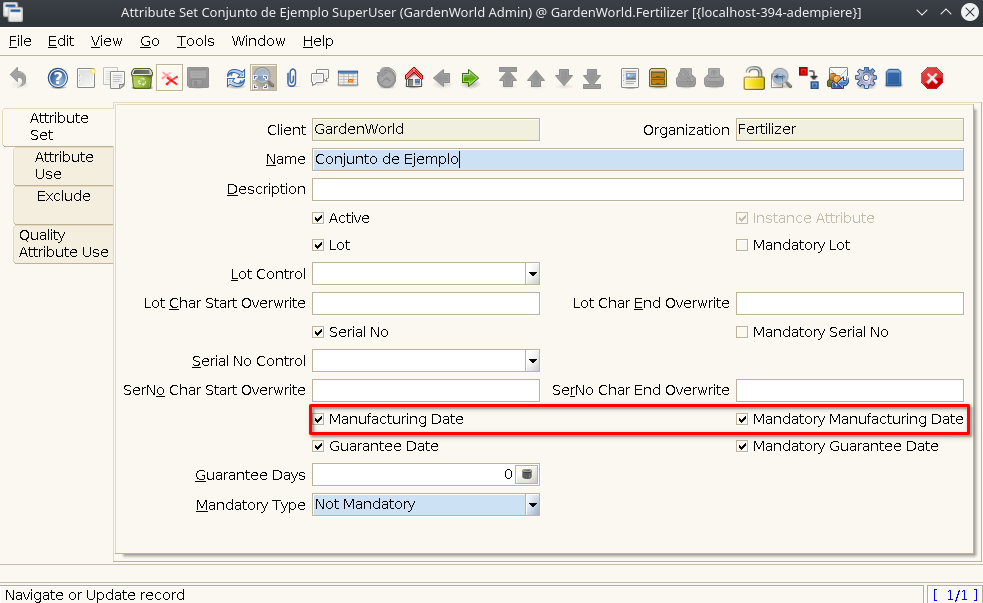 Attribute Set Conjunto de Ejemplo SuperUser (GardenWorld Admin) @ GardenWorld.Fertilizer [{localhost-394-adempiere}]
File Edit View Go Tools Window Help
Attribute
Set
Attribute
Use
Exclude
Quality
Attribute Use
Client GardenWorld Organization Fertilizer
Name Conjunto de Ejemplo
Description
Active Instance Attribute
Lot Mandatory Lot
Lot Control
Lot Char Start Overwrite Lot Char End Overwrite
Serial No Mandatory Serial No
Serial No Control
SerNo Char Start Overwrite SerNo Char End Overwrite
Manufacturing Date Mandatory Manufacturing Date
Guarantee Date Mandatory Guarantee Date
Guarantee Days 0
Mandatory Type Not Mandatory
Navigate or Update record [ 1/1 ]